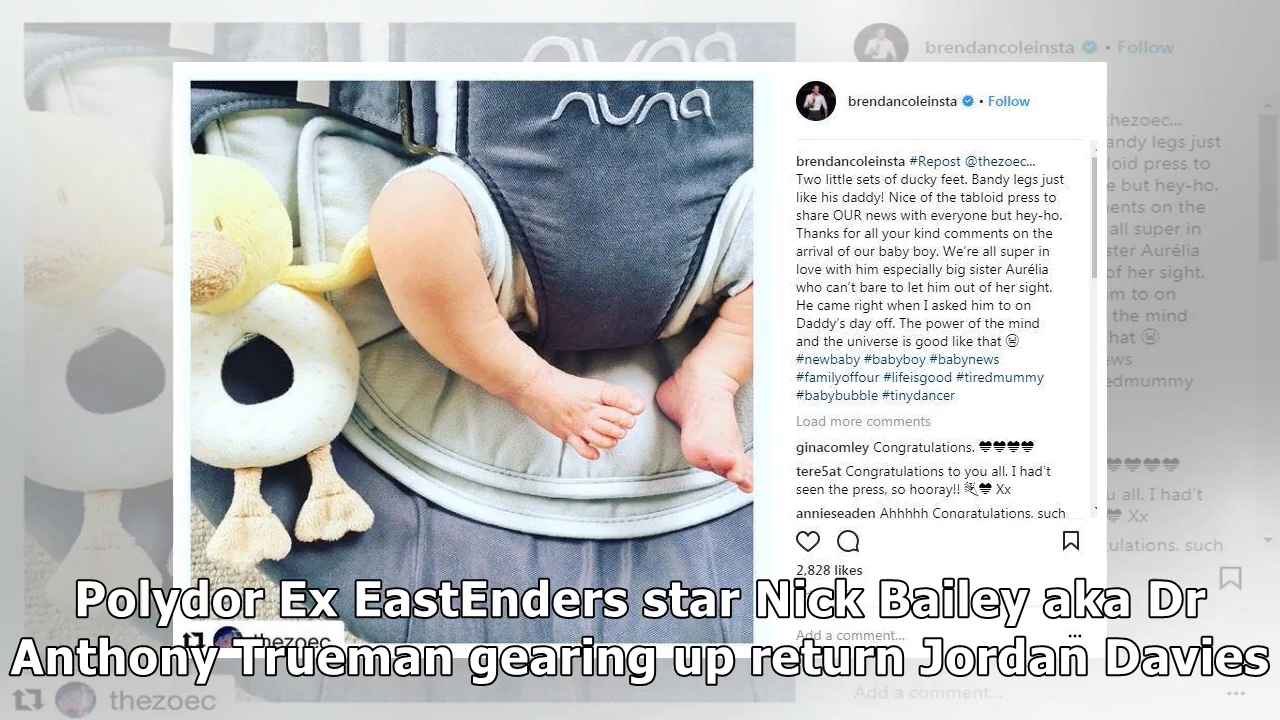 brendancoleinsta • Follow
nuna
brendancoleinsta • Follow
brendancoleinsta #Repost @thezoec...
Two little sets of ducky feet. Bandy legs just
like his daddy! Nice of the tabloid press to
share OUR news with everyone but hey-ho.
Thanks for all your kind comments on the
arrival of our baby boy. We're all super in
love with him especially big sister Aurélia
who can't bare to let him out of her sight.
He came right when I asked him to on
Daddy's day off. The power of the mind
and the universe is good like that
#newbaby #babyboy #babynews
#familyoffour #lifeisgood #tiredmummy
#babybubble #tinydancer
Load more comments
ginacomley Congratulations. 🖤🖤🖤🖤
tere5at Congratulations to you all. I had't
seen the press, so hooray!! 🎉🖤 Xx
annieseaden Ahhhhh Congratulations, such
2,828 likes
Add a comment...
thezoec
Polydor Ex EastEnders star Nick Bailey aka Dr
Anthony Trueman gearing up return Jordan Davies
thezoec
Add a comment...